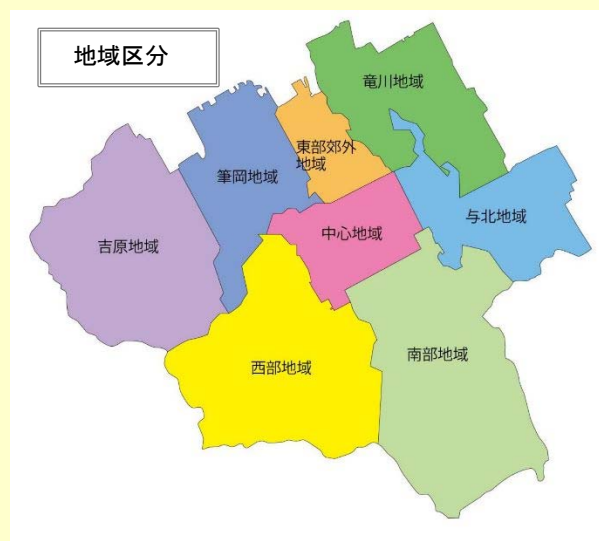 地域区分
竜川地域
東部郊外
地域
筆岡地域
与北地域
中心地域
吉原地域
南部地域
西部地域